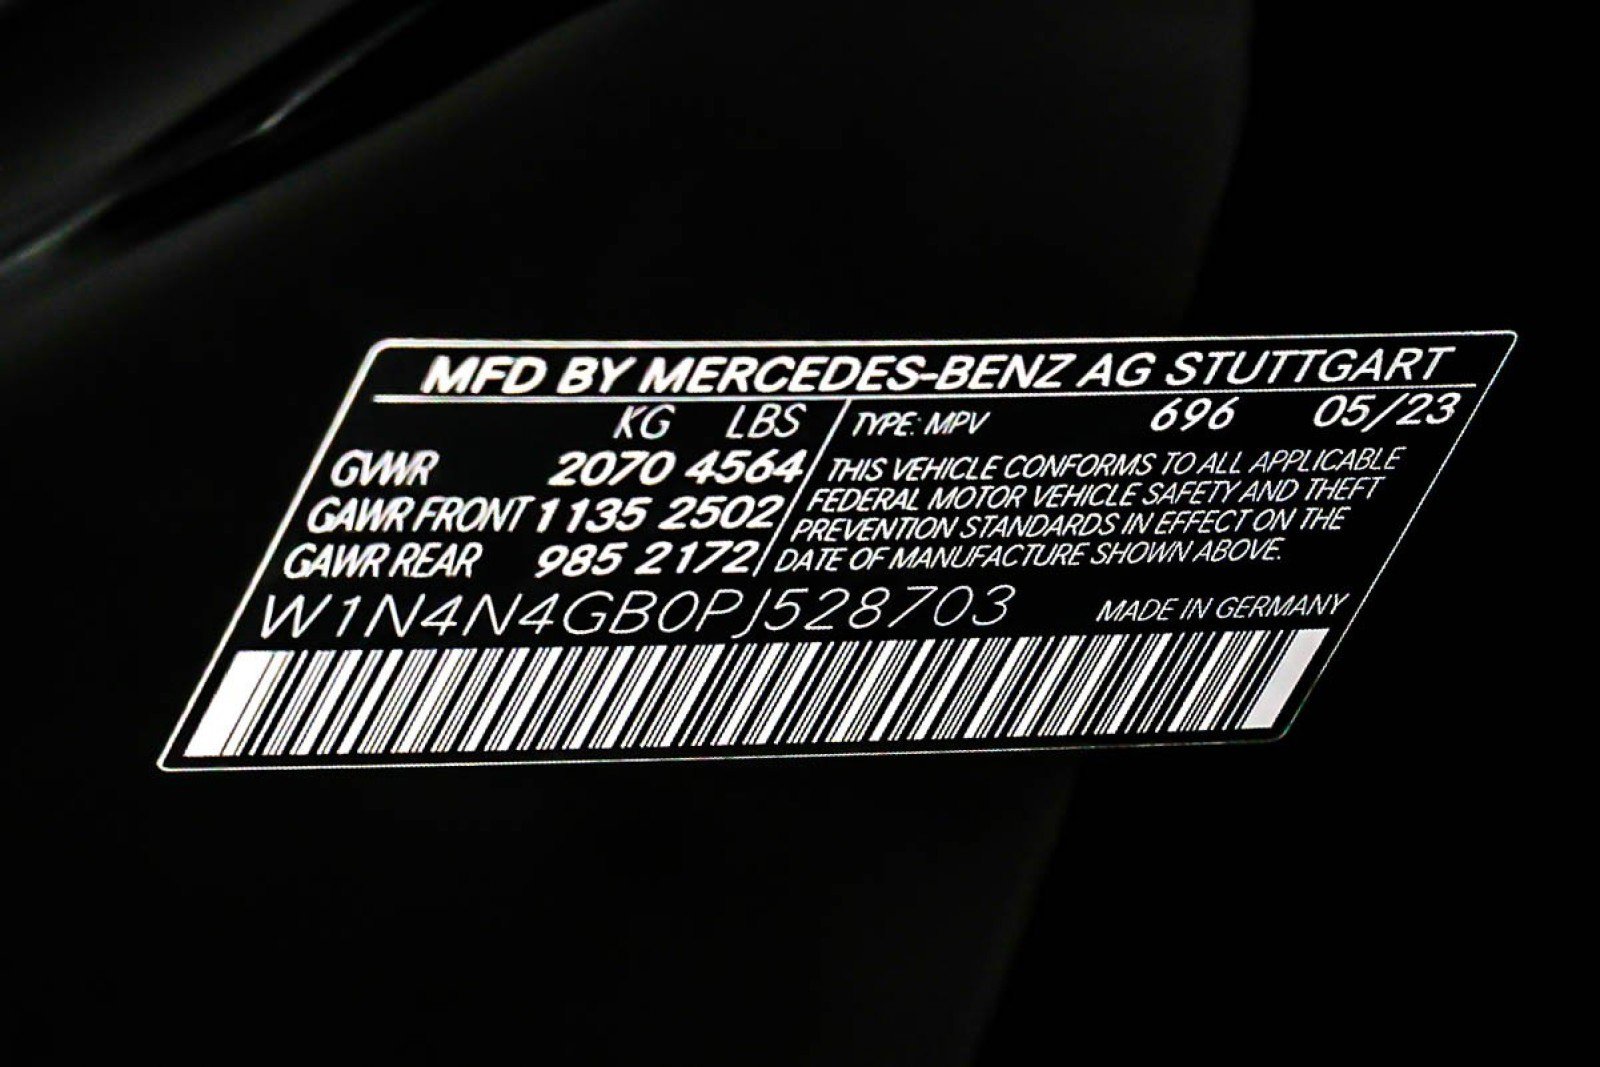 MFD BY MERCEDES-BENZ AG STUTTGART
KG LBS
GVWR 2070 4564
GAWR FRONT 1135 2502
GAWR REAR 985 2172
TYPE: MPV 696 05/23
THIS VEHICLE CONFORMS TO ALL APPLICABLE
FEDERAL MOTOR VEHICLE SAFETY AND THEFT
PREVENTION STANDARDS IN EFFECT ON THE
DATE OF MANUFACTURE SHOWN ABOVE.
W1N4N4GB0PJ528703 MADE IN GERMANY